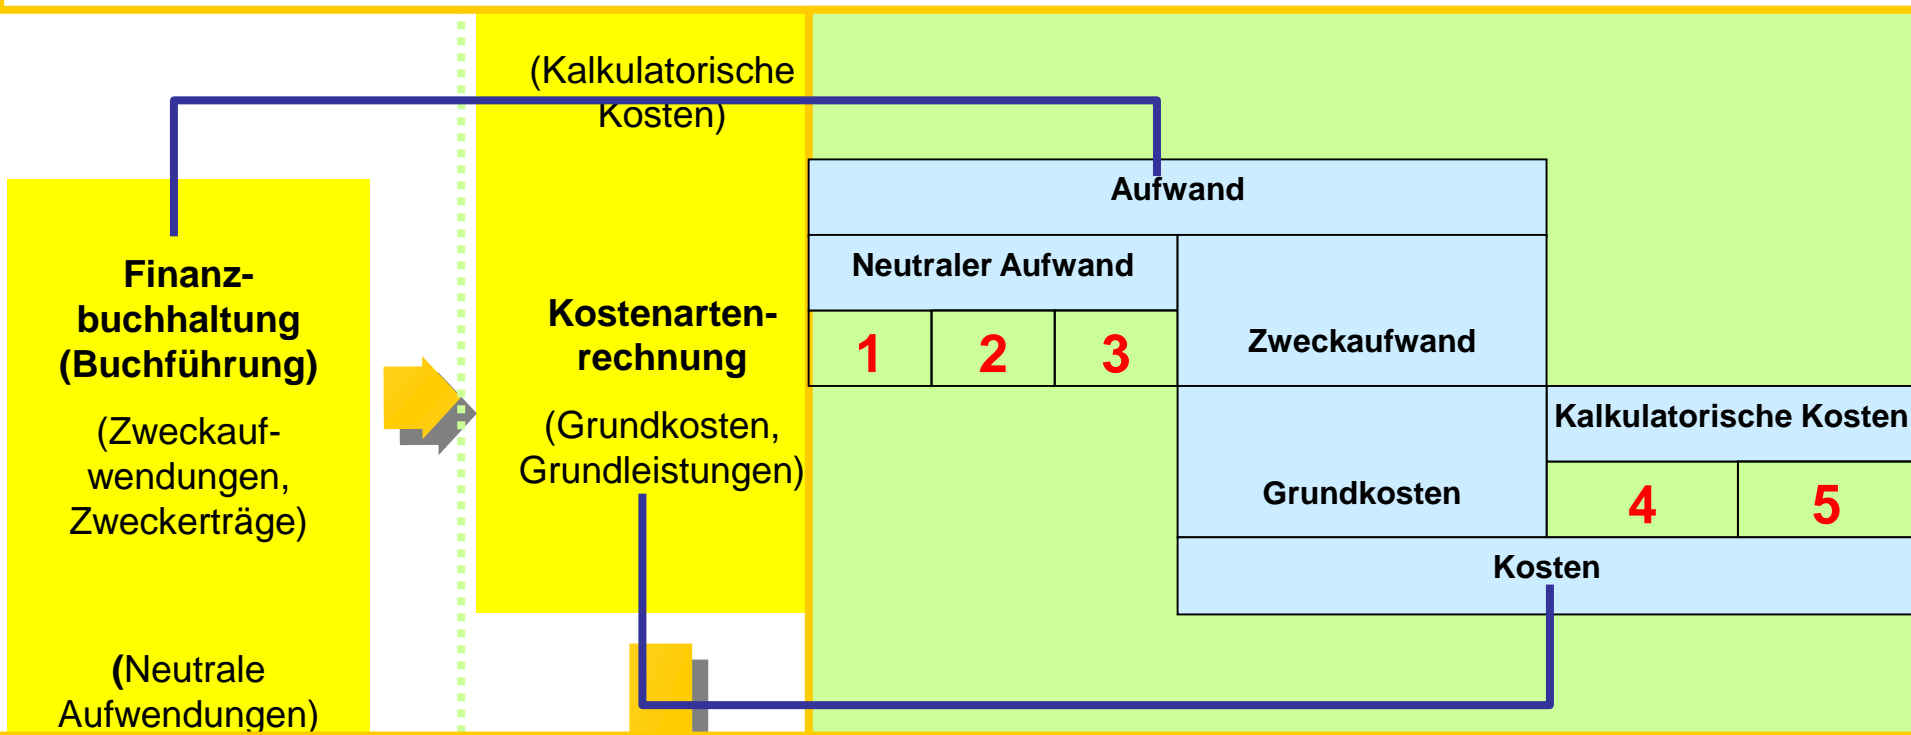 Finanz-
buchhaltung
(Buchführung)
(Zweckauf-
wendungen,
Zweckerträge)
(Neutrale
Aufwendungen)
(Kalkulatorische
Kosten)
Kostenarten-
rechnung
(Grundkosten,
Grundleistungen)
Aufwand
Neutraler Aufwand
1 2 3
Zweckaufwand
Grundkosten
Kalkulatorische Kosten
4 5
Kosten